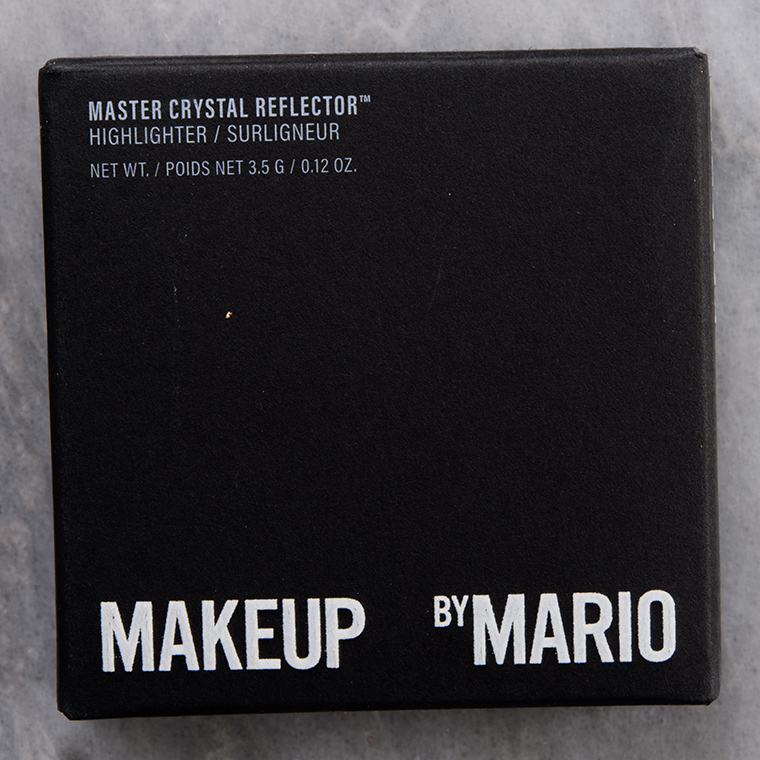 MASTER CRYSTAL REFLECTOR™
HIGHLIGHTER / SURLIGNEUR
NET WT. / POIDS NET 3.5 G / 0.12 OZ.
MAKEUP BY MARIO